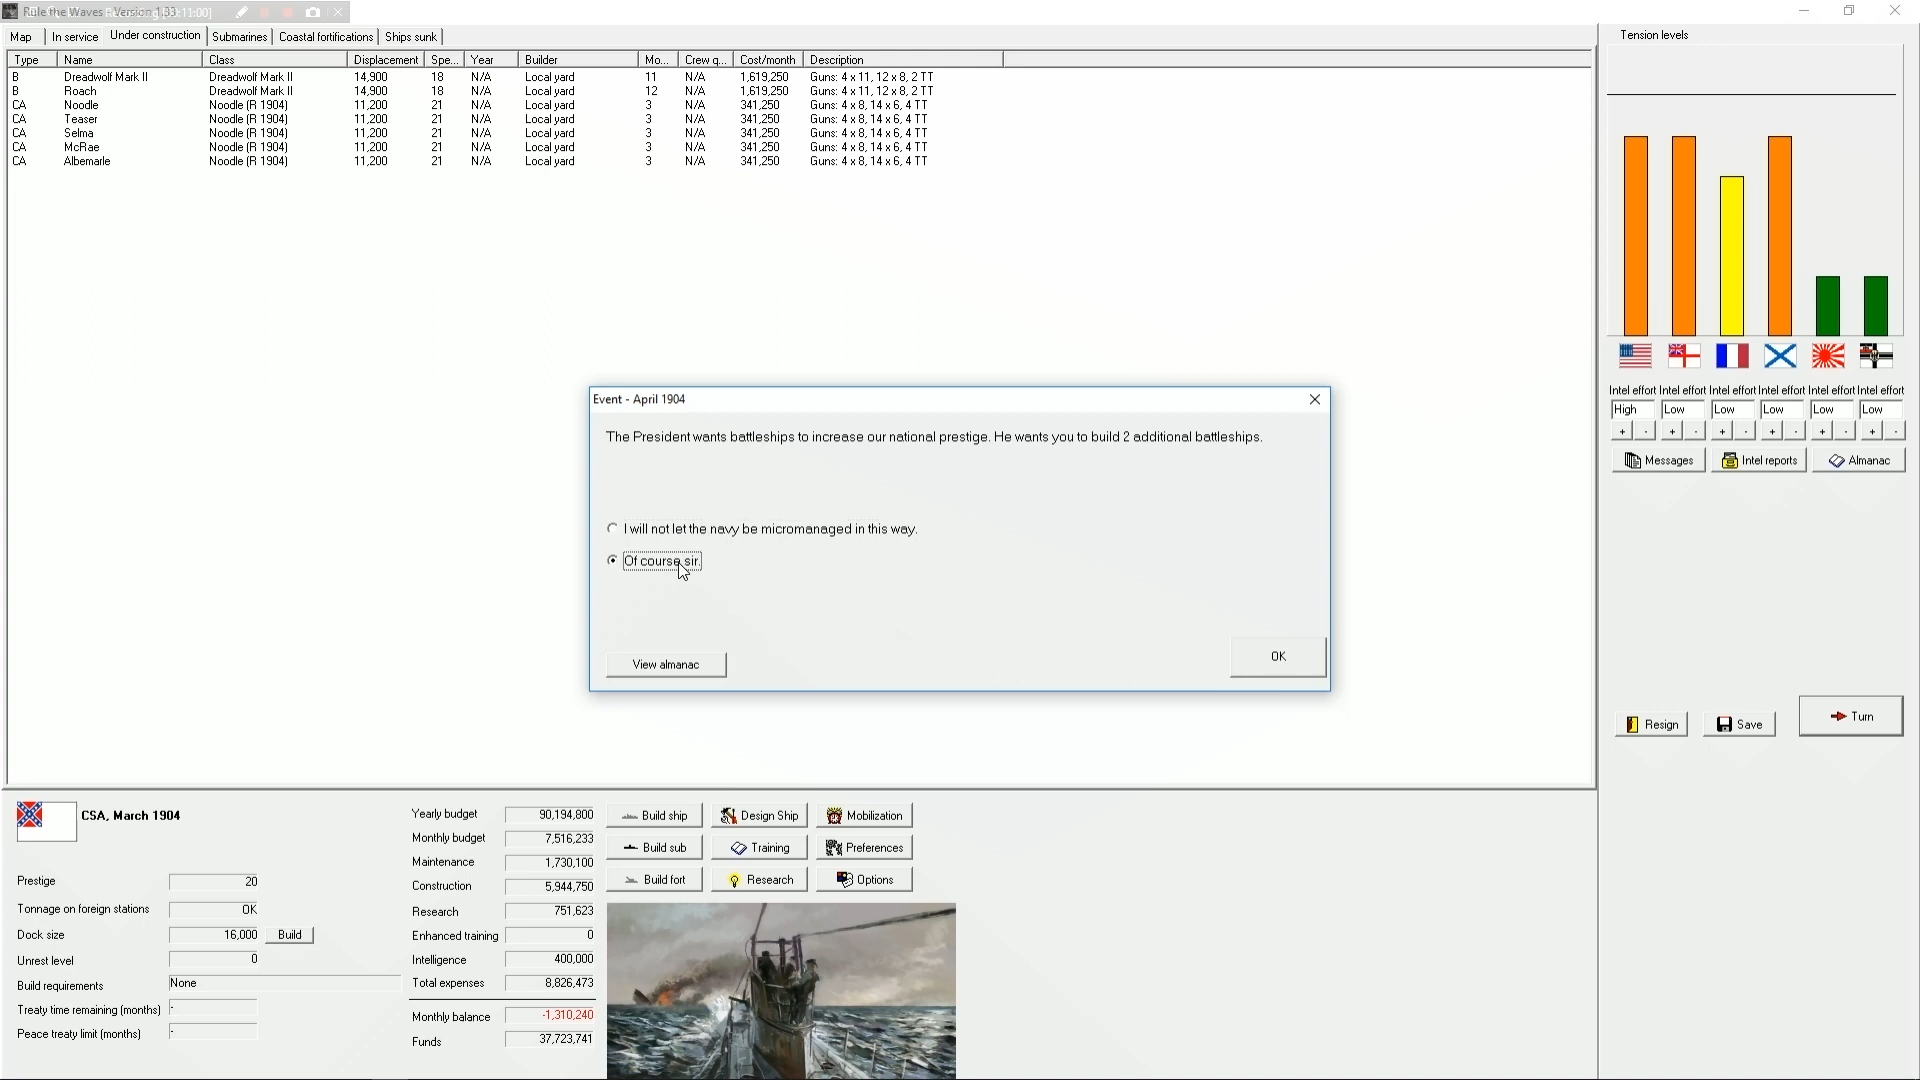 Rule the Waves - Version 1.33
Map In service Under construction Submarines Coastal fortifications Ships sunk
Type Name Class Displacement Spe... Year Builder Mo... Crew q... Cost/month Description
B Dreadwolf Mark II Dreadwolf Mark II 14,900 18 N/A Local yard 11 N/A 1,619,250 Guns: 4 x 11, 12 x 8, 2 TT
B Roach Dreadwolf Mark II 14,900 18 N/A Local yard 12 N/A 1,619,250 Guns: 4 x 11, 12 x 8, 2 TT
CA Noodle Noodle (R 1904) 11,200 21 N/A Local yard 3 N/A 341,250 Guns: 4 x 8, 14 x 6, 4 TT
CA Teaser Noodle (R 1904) 11,200 21 N/A Local yard 3 N/A 341,250 Guns: 4 x 8, 14 x 6, 4 TT
CA Selma Noodle (R 1904) 11,200 21 N/A Local yard 3 N/A 341,250 Guns: 4 x 8, 14 x 6, 4 TT
CA McRae Noodle (R 1904) 11,200 21 N/A Local yard 3 N/A 341,250 Guns: 4 x 8, 14 x 6, 4 TT
CA Albemarle Noodle (R 1904) 11,200 21 N/A Local yard 3 N/A 341,250 Guns: 4 x 8, 14 x 6, 4 TT
Tension levels
Intel effort Intel effort Intel effort Intel effort Intel effort Intel effort
High Low Low Low Low Low
+ - + - + - + - + - + -
Messages Intel reports Almanac
Event - April 1904
The President wants battleships to increase our national prestige. He wants you to build 2 additional battleships.
I will not let the navy be micromanaged in this way.
Of course sir.
View almanac
OK
Resign Save Turn
CSA, March 1904
Prestige 20
Tonnage on foreign stations OK
Dock size 16,000 Build
Unrest level 0
Build requirements None
Treaty time remaining (months) -
Peace treaty limit (months) -
Yearly budget 90,194,800
Monthly budget 7,516,233
Maintenance 1,730,100
Construction 5,944,750
Research 751,623
Enhanced training 0
Intelligence 400,000
Total expenses 8,826,473
Monthly balance -1,310,240
Funds 37,723,741
Build ship Design Ship Mobilization
Build sub Training Preferences
Build fort Research Options